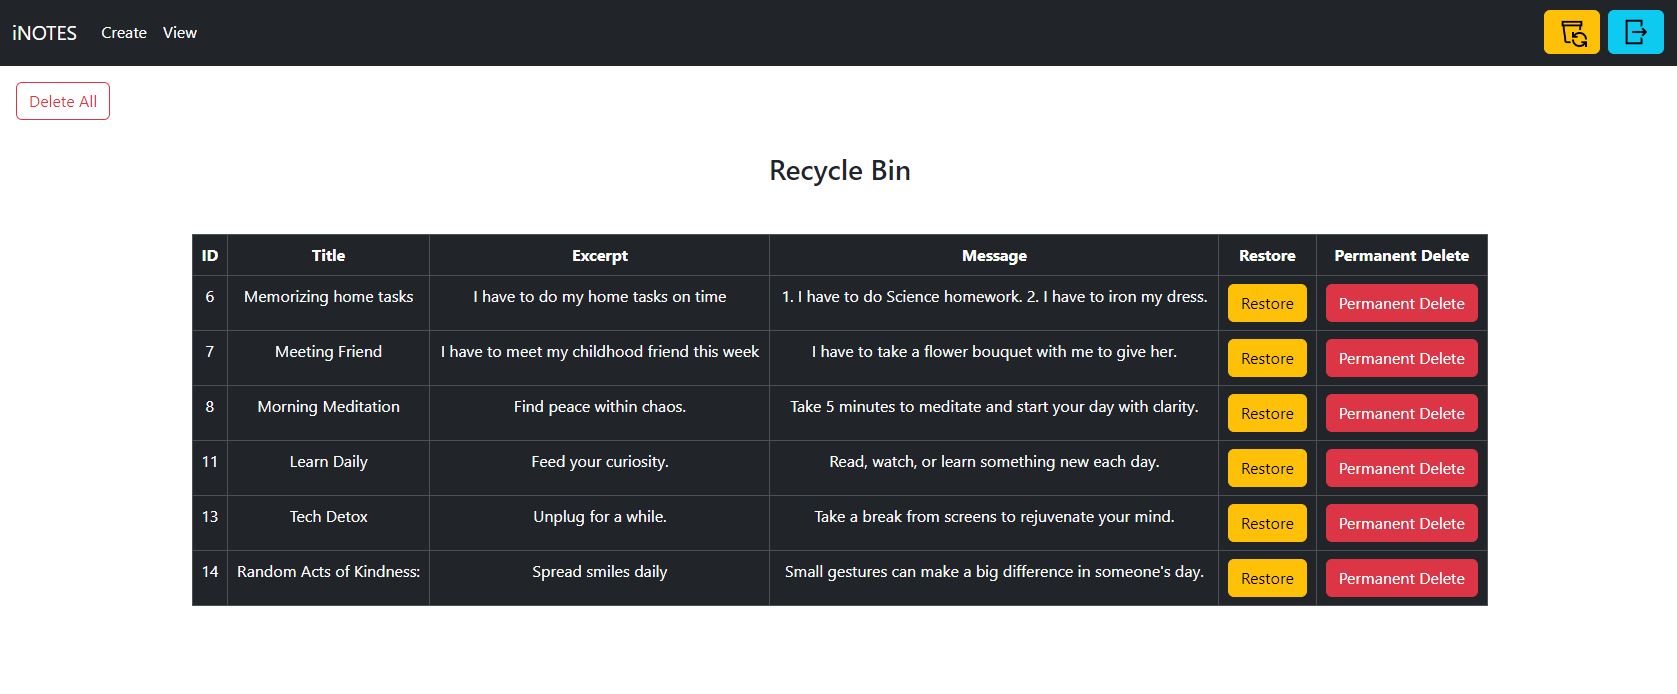 iNOTES Create View
Delete All
Recycle Bin
ID Title Excerpt Message Restore Permanent Delete
6 Memorizing home tasks I have to do my home tasks on time 1. I have to do Science homework. 2. I have to iron my dress. Restore Permanent Delete
7 Meeting Friend I have to meet my childhood friend this week I have to take a flower bouquet with me to give her. Restore Permanent Delete
8 Morning Meditation Find peace within chaos. Take 5 minutes to meditate and start your day with clarity. Restore Permanent Delete
11 Learn Daily Feed your curiosity. Read, watch, or learn something new each day. Restore Permanent Delete
13 Tech Detox Unplug for a while. Take a break from screens to rejuvenate your mind. Restore Permanent Delete
14 Random Acts of Kindness: Spread smiles daily Small gestures can make a big difference in someone's day. Restore Permanent Delete